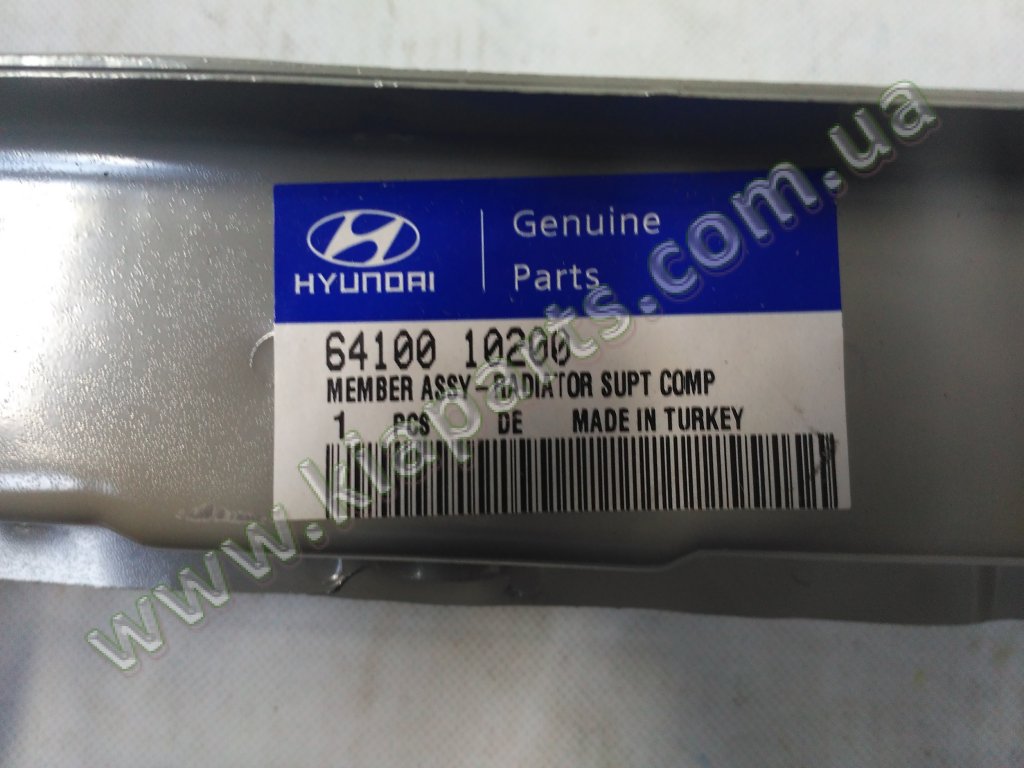 HYUNDAI
Genuine
Parts
64100 10200
MEMBER ASSY-RADIATOR SUPT COMP
1 PCS DE MADE IN TURKEY
www.kiaparts.com.ua